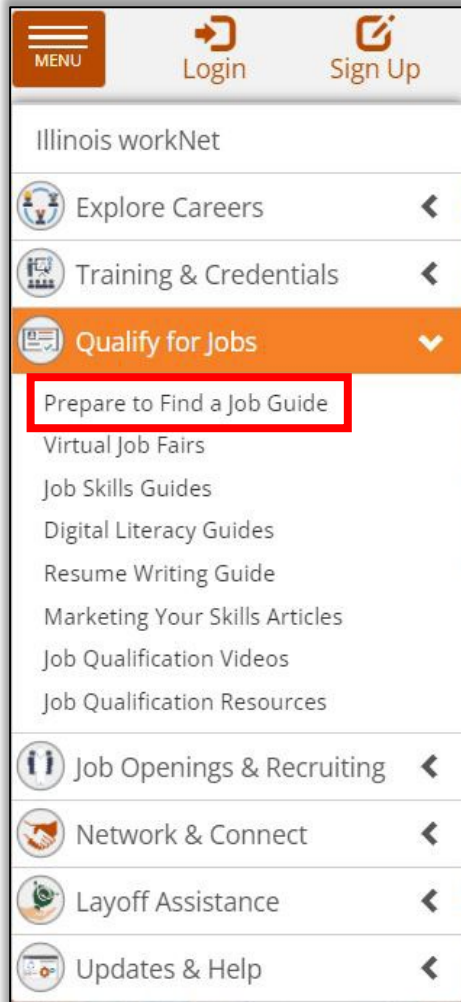 MENU
Login
Sign Up
Illinois workNet
Explore Careers
Training & Credentials
Qualify for Jobs
Prepare to Find a Job Guide
Virtual Job Fairs
Job Skills Guides
Digital Literacy Guides
Resume Writing Guide
Marketing Your Skills Articles
Job Qualification Videos
Job Qualification Resources
Job Openings & Recruiting
Network & Connect
Layoff Assistance
Updates & Help